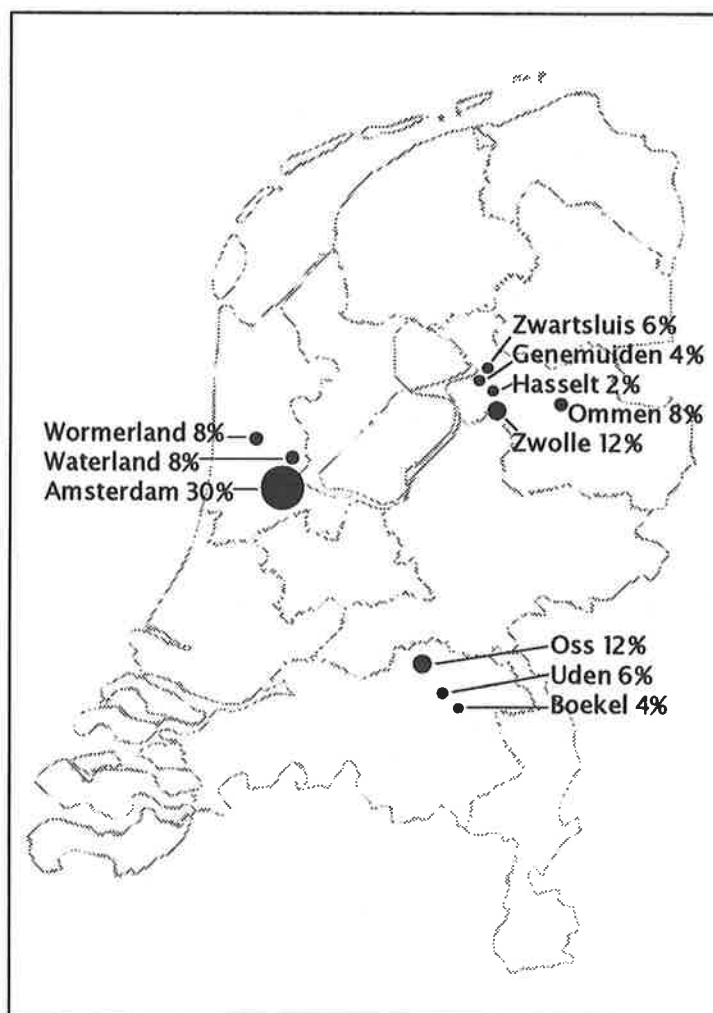 Zwartsluis 6%
Genemuiden 4%
Hasselt 2%
Ommen 8%
Zwolle 12%
Wormerland 8%
Waterland 8%
Amsterdam 30%
Oss 12%
Uden 6%
Boekel 4%